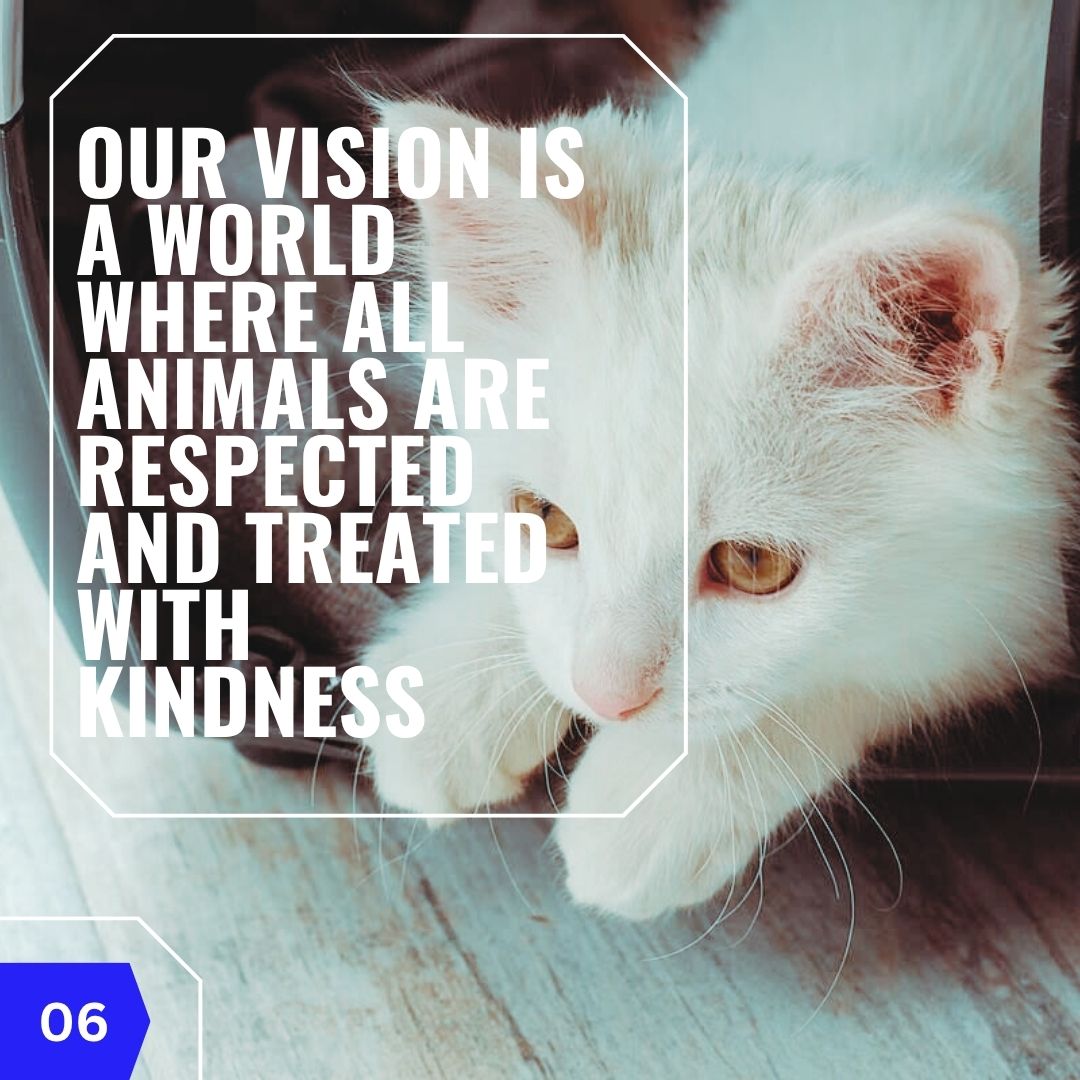 OUR VISION IS
A WORLD
WHERE ALL
ANIMALS ARE
RESPECTED
AND TREATED
WITH
KINDNESS
06